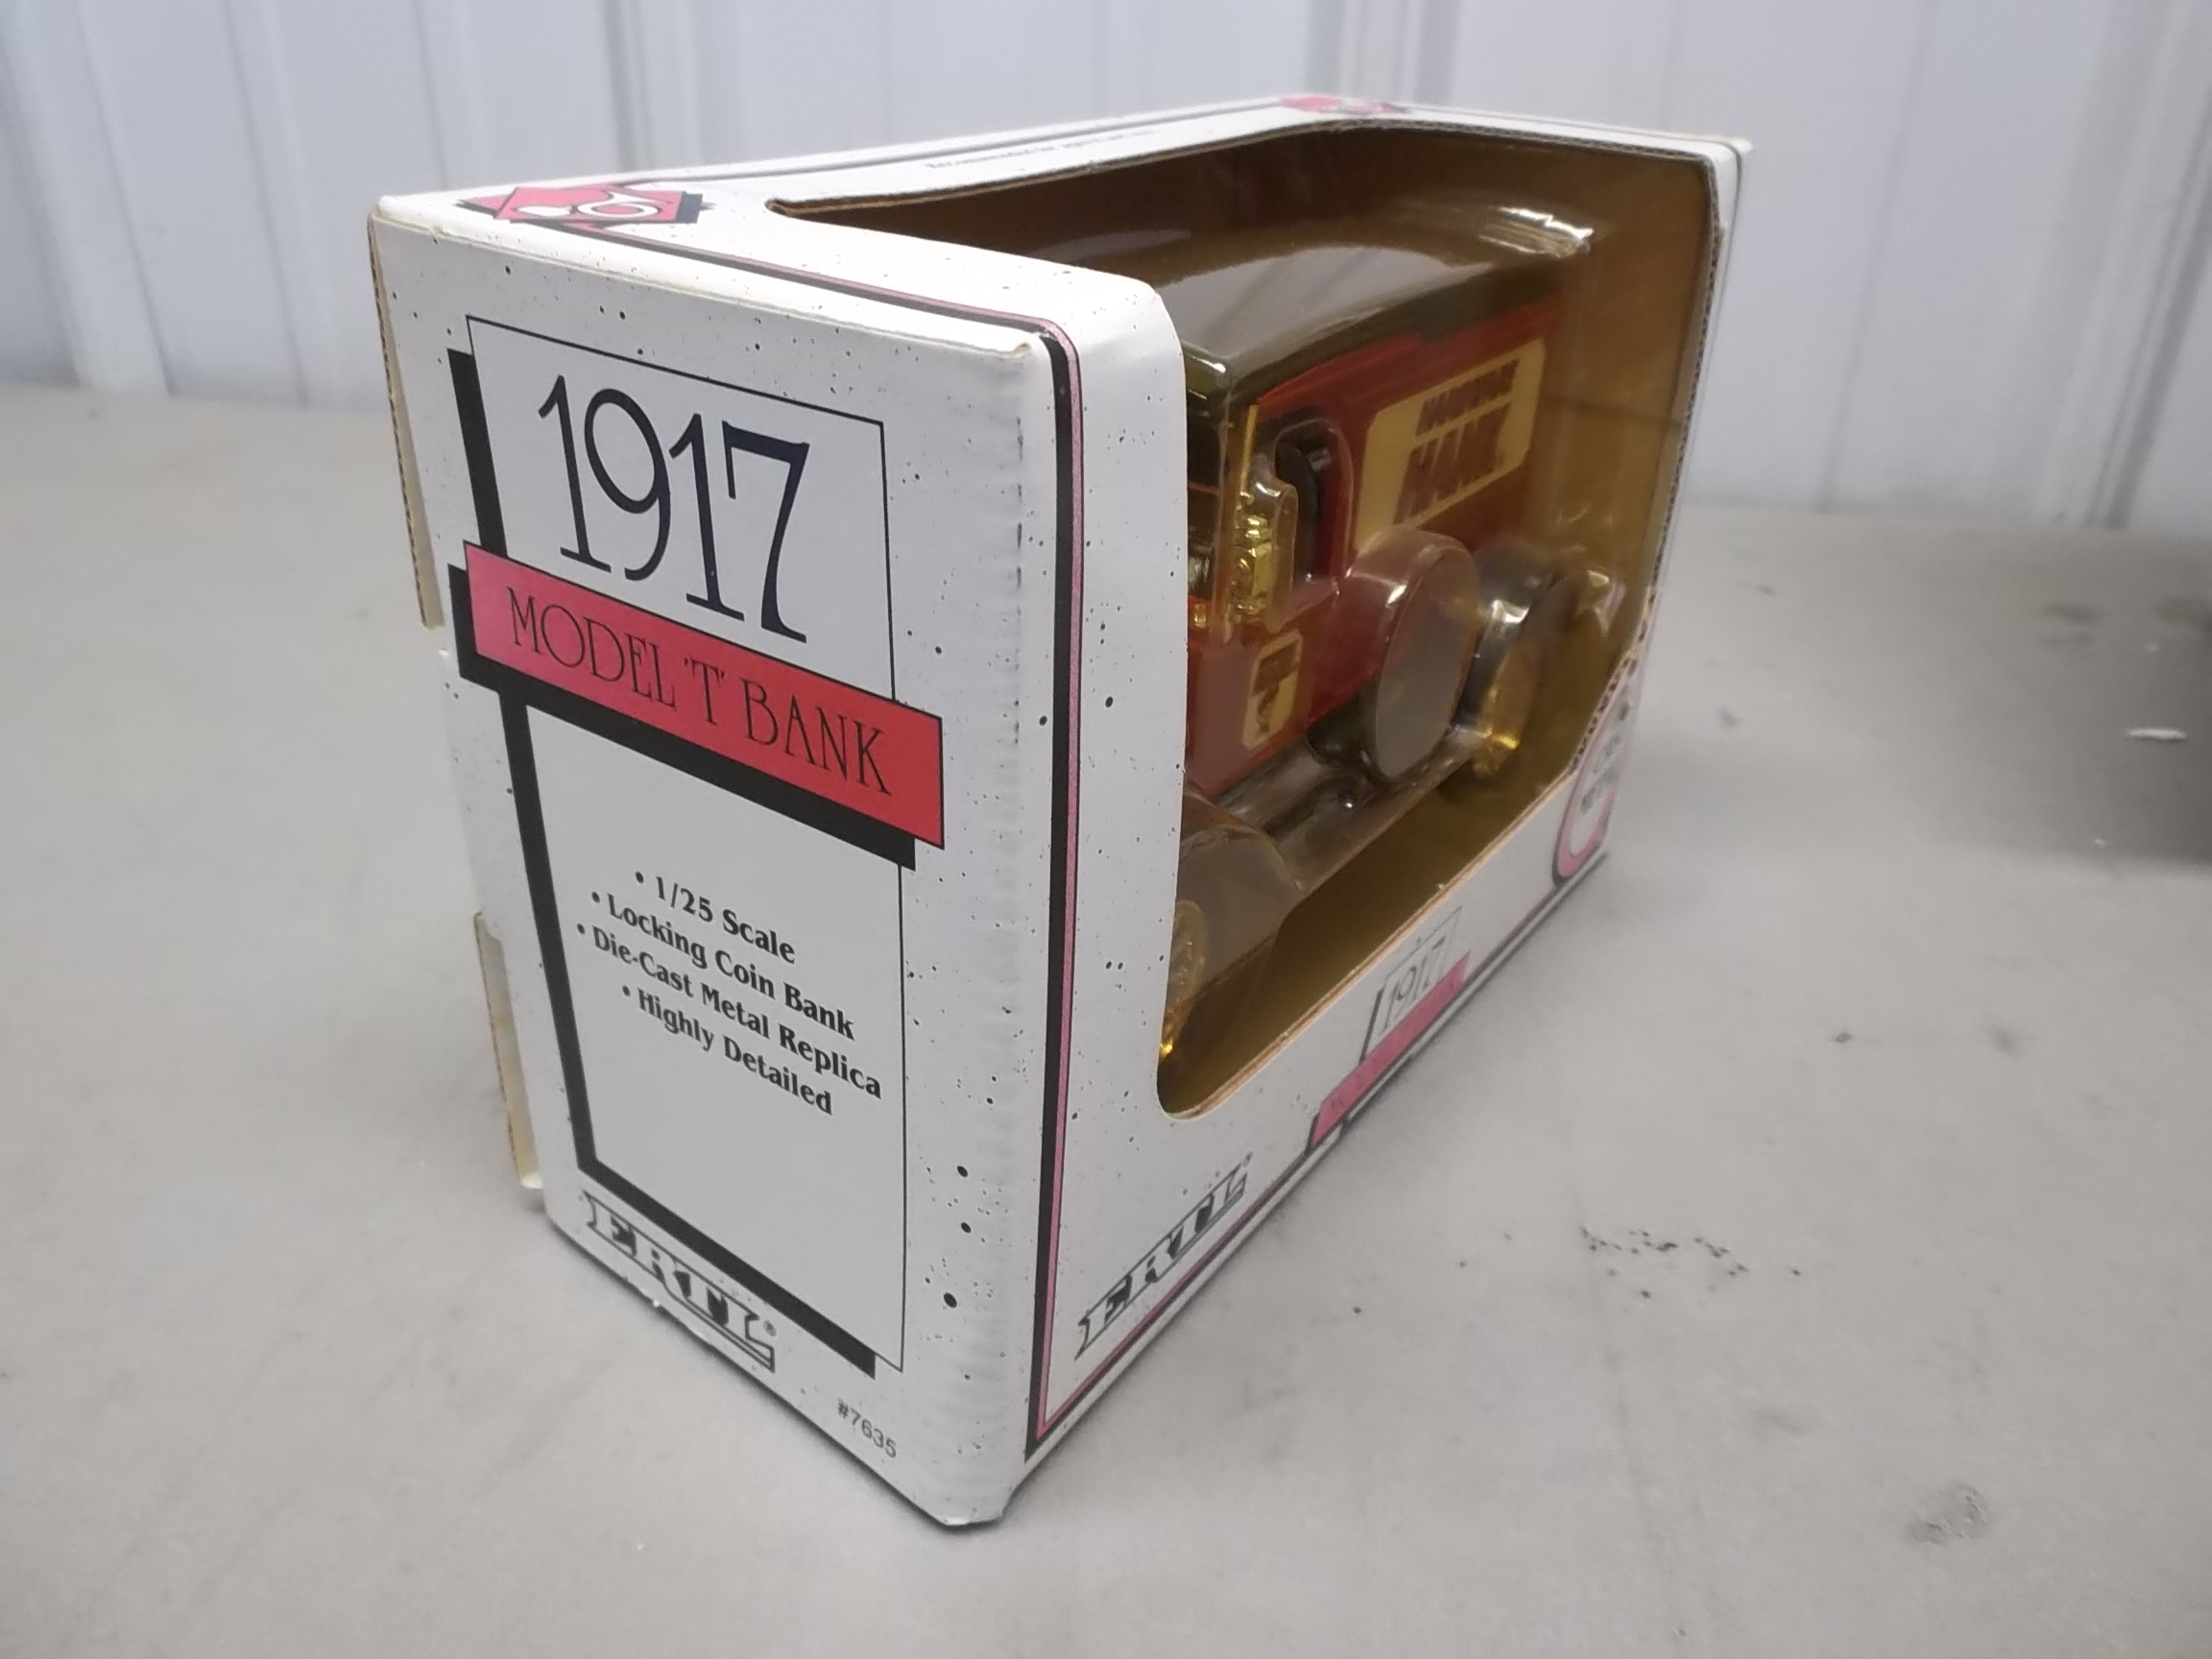 1917
MODEL 'T' BANK
• 1/25 Scale
• Locking Coin Bank
• Die-Cast Metal Replica
• Highly Detailed
ERTL®
#7635
HANK
1917
ERTL®